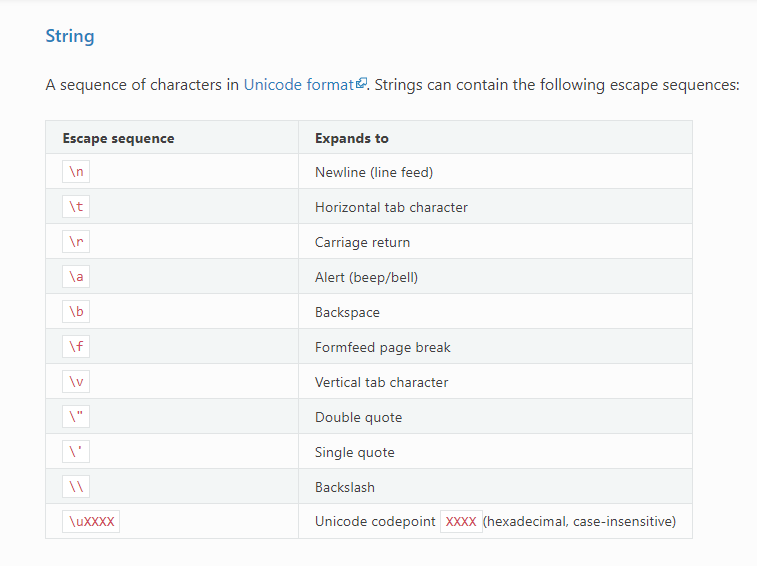 String
A sequence of characters in Unicode format. Strings can contain the following escape sequences:
Escape sequence Expands to
\n Newline (line feed)
\t Horizontal tab character
\r Carriage return
\a Alert (beep/bell)
\b Backspace
\f Formfeed page break
\v Vertical tab character
\" Double quote
\' Single quote
\\ Backslash
\uXXXX Unicode codepoint XXXX (hexadecimal, case-insensitive)